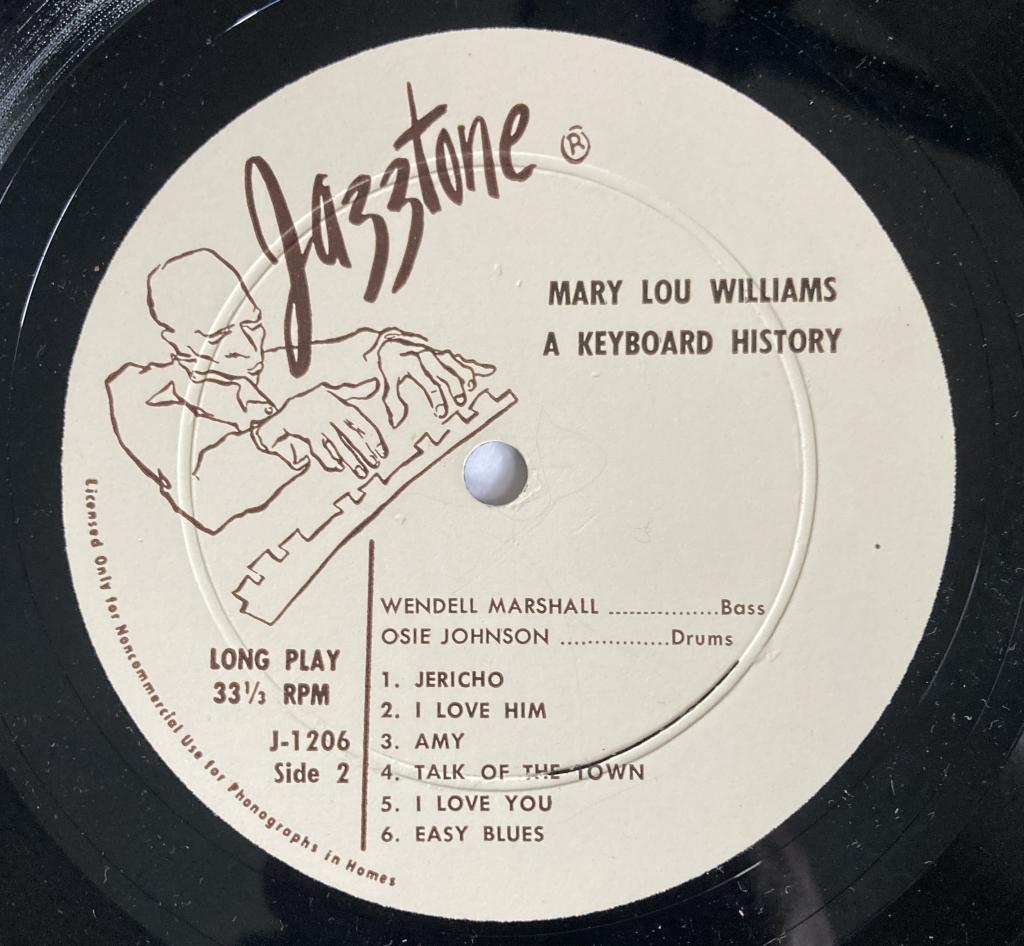 Jazztone ®
MARY LOU WILLIAMS
A KEYBOARD HISTORY
WENDELL MARSHALL ................Bass
OSIE JOHNSON ................Drums
LONG PLAY
33⅓ RPM
J-1206
Side 2
1. JERICHO
2. I LOVE HIM
3. AMY
4. TALK OF THE TOWN
5. I LOVE YOU
6. EASY BLUES
Licensed Only for Noncommercial Use for Phonographs in Homes